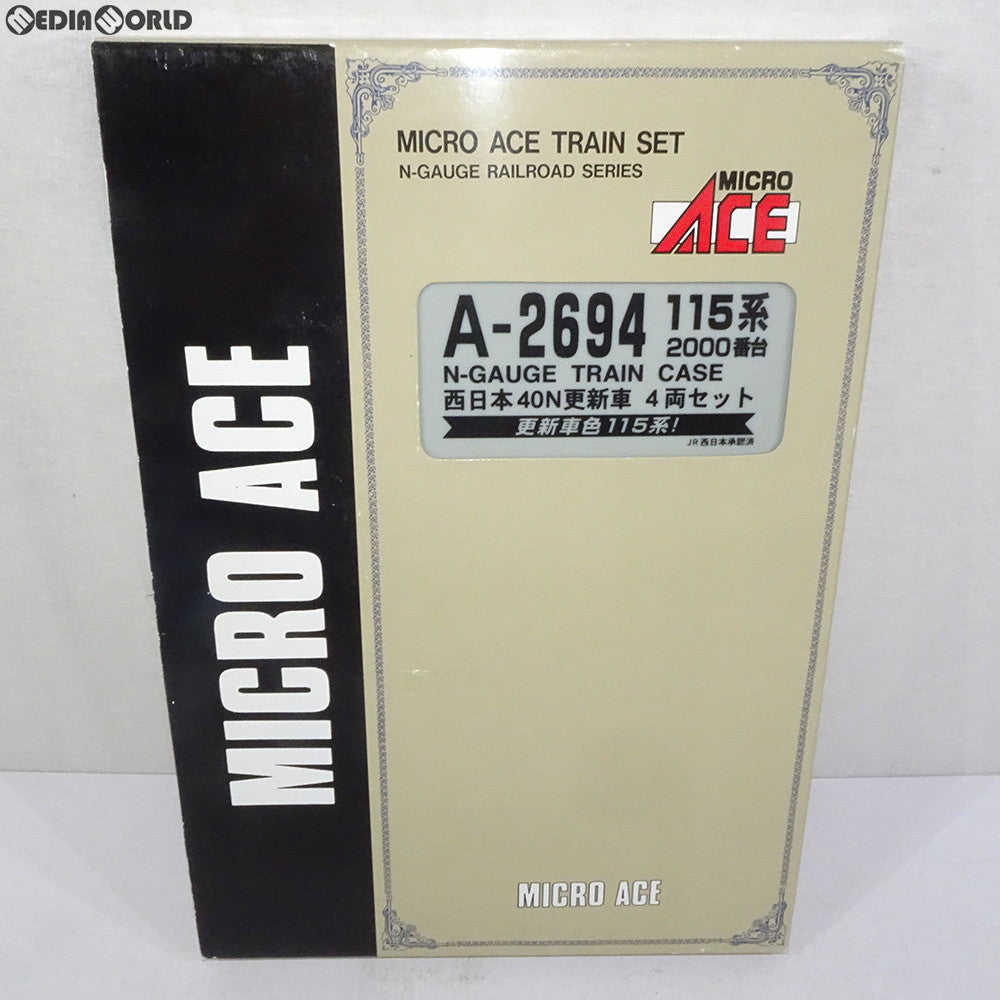 MEDIAWORLD
MICRO ACE TRAIN SET
N-GAUGE RAILROAD SERIES
MICRO
ACE
A-2694 115系
2000番台
N-GAUGE TRAIN CASE
西日本40N更新車 4両セット
更新車色115系!
JR西日本承認済
MICRO ACE
MICRO ACE